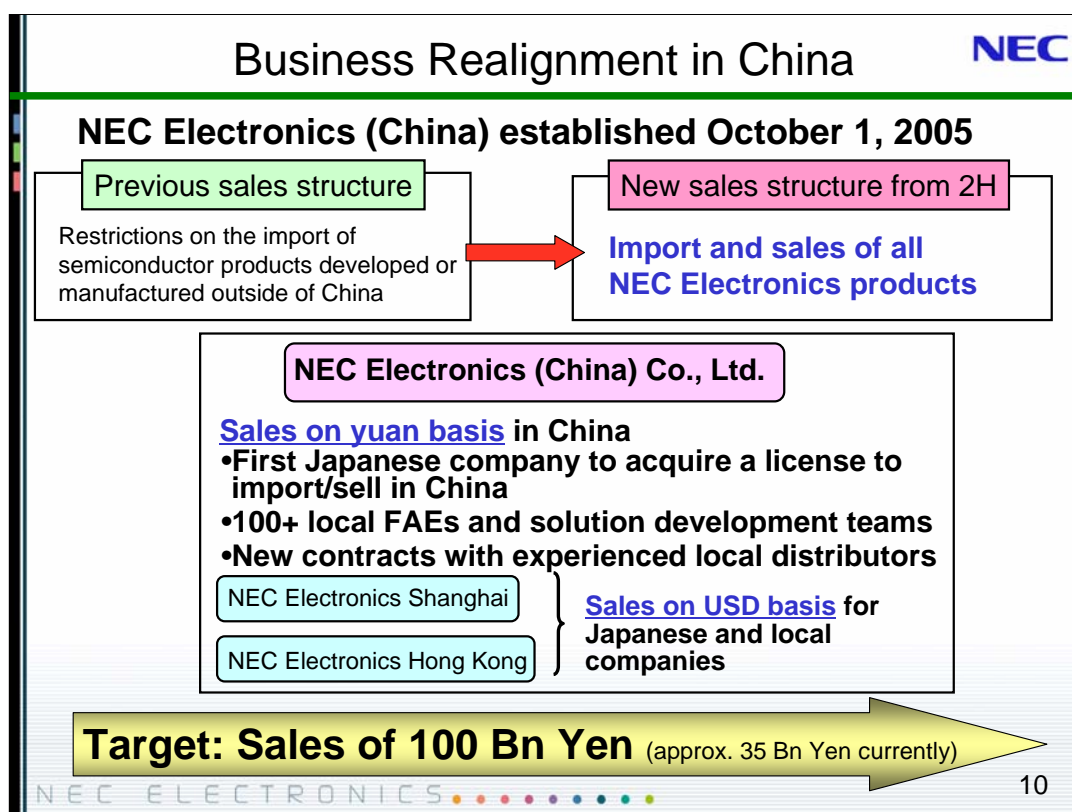 Business Realignment in China
NEC
NEC Electronics (China) established October 1, 2005
Previous sales structure
Restrictions on the import of
semiconductor products developed or
manufactured outside of China
New sales structure from 2H
Import and sales of all
NEC Electronics products
NEC Electronics (China) Co., Ltd.
Sales on yuan basis in China
•First Japanese company to acquire a license to
import/sell in China
•100+ local FAEs and solution development teams
•New contracts with experienced local distributors
NEC Electronics Shanghai
NEC Electronics Hong Kong
Sales on USD basis for
Japanese and local
companies
Target: Sales of 100 Bn Yen (approx. 35 Bn Yen currently)
NEC ELECTRONICS
10